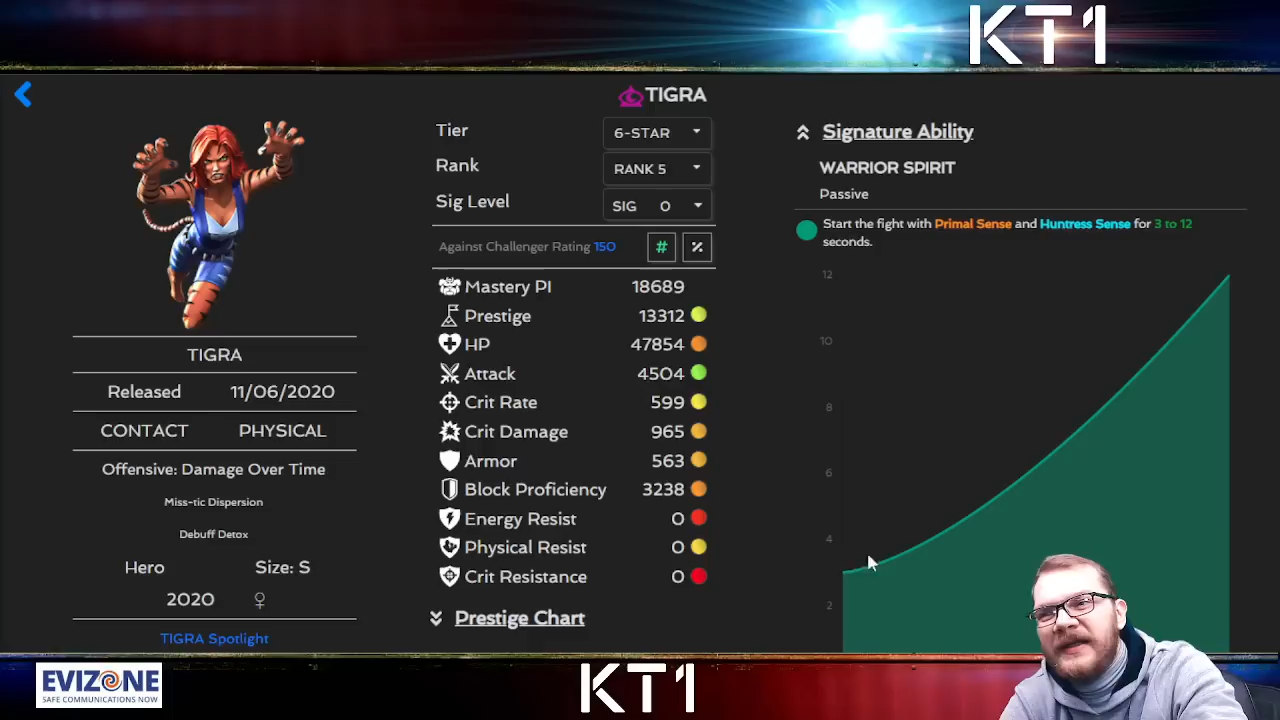 KT1
TIGRA
Tier 6-STAR
Rank RANK 5
Sig Level SIG 0
Against Challenger Rating 150 # %
Mastery PI 18689
Prestige 13312
HP 47854
Attack 4504
Crit Rate 599
Crit Damage 965
Armor 563
Block Proficiency 3238
Energy Resist 0
Physical Resist 0
Crit Resistance 0
Prestige Chart
TIGRA
Released 11/06/2020
CONTACT PHYSICAL
Offensive: Damage Over Time
Miss-tic Dispersion
Debuff Detox
Hero Size: S
2020 ♀
TIGRA Spotlight
Signature Ability
WARRIOR SPIRIT
Passive
Start the fight with Primal Sense and Huntress Sense for 3 to 12
seconds.
12
10
8
6
4
2
EVIZONE
SAFE COMMUNICATIONS NOW
KT1